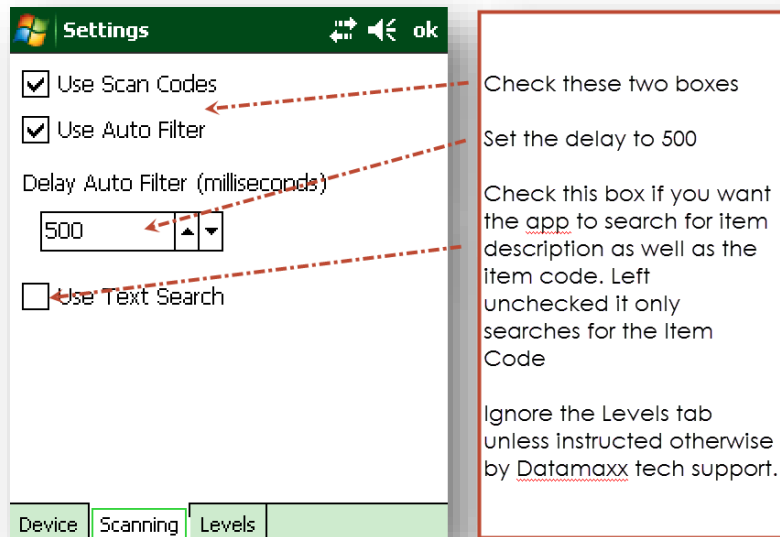 Settings ok
Use Scan Codes
Use Auto Filter
Delay Auto Filter (milliseconds)
500
Use Text Search
Device Scanning Levels
Check these two boxes
Set the delay to 500
Check this box if you want
the app to search for item
description as well as the
item code. Left
unchecked it only
searches for the Item
Code
Ignore the Levels tab
unless instructed otherwise
by Datamaxx tech support.